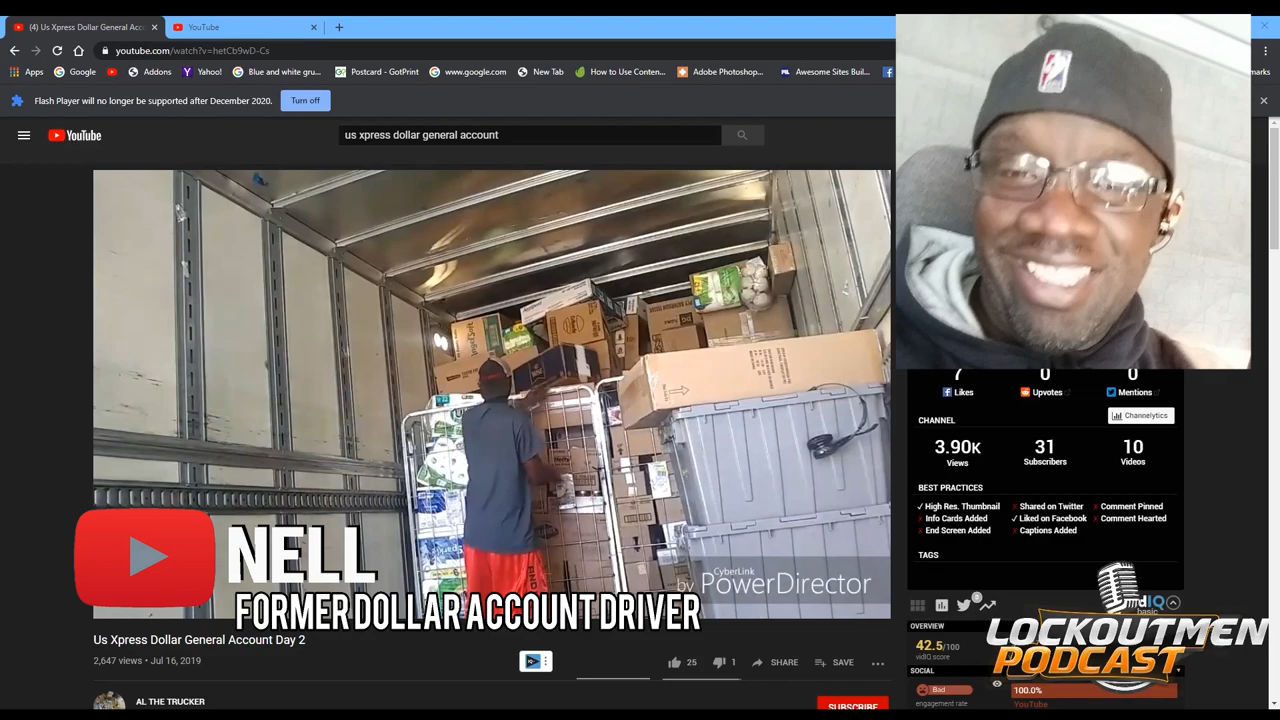 (4) Us Xpress Dollar General Acc
YouTube
youtube.com/watch?v=hetCb9wD-Cs
Apps
Google
Addons
Yahoo!
Blue and white gru...
Postcard - GotPrint
www.google.com
New Tab
How to Use Conten...
Adobe Photoshop...
Awesome Sites Buil...
Flash Player will no longer be supported after December 2020.
Turn off
YouTube
us xpress dollar general account
7
0
0
Likes
Upvotes
Mentions
CHANNEL
Channelytics
3.90K
31
10
Views
Subscribers
Videos
BEST PRACTICES
High Res. Thumbnail
Shared on Twitter
Comment Pinned
Info Cards Added
Liked on Facebook
Comment Hearted
End Screen Added
Captions Added
TAGS
CyberLink
by PowerDirector
NELL
FORMER DOLLAR ACCOUNT DRIVER
Us Xpress Dollar General Account Day 2
2,647 views • Jul 16, 2019
25
1
SHARE
SAVE
AL THE TRUCKER
SUBSCRIBE
basic
OVERVIEW
42.5/100
vidIQ score
SOCIAL
Bad
engagement rate
100.0%
YouTube
LOCKOUTMEN
PODCAST